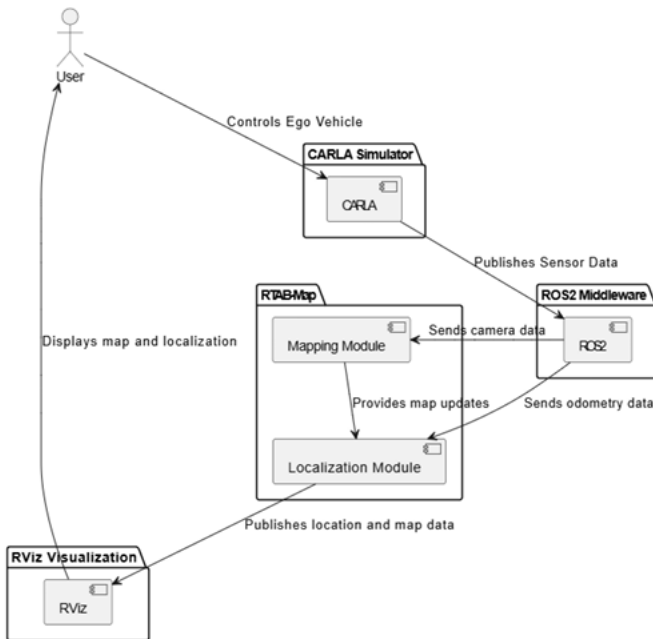 User
Controls Ego Vehicle
CARLA Simulator
CARLA
Publishes Sensor Data
RTAB-Map
ROS2 Middleware
Mapping Module
Sends camera data
ROS2
Displays map and localization
Provides map updates
Sends odometry data
Localization Module
Publishes location and map data
RViz Visualization
RViz